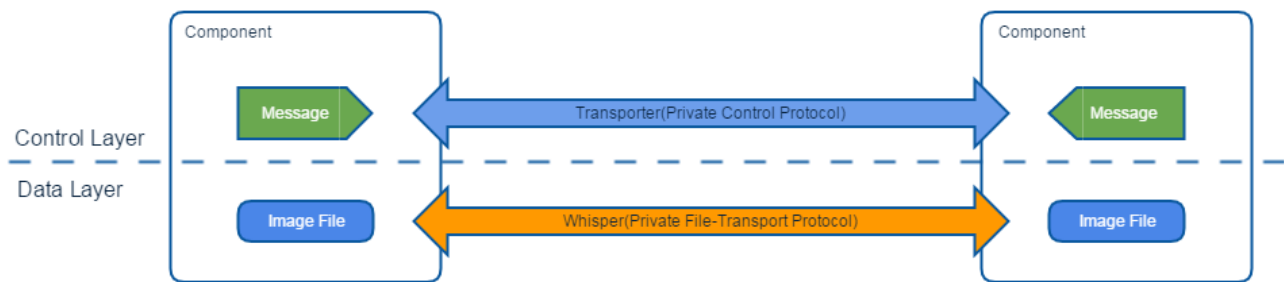 Component
Component
Message
Transporter(Private Control Protocol)
Message
Control Layer
Data Layer
Image File
Whisper(Private File-Transport Protocol)
Image File